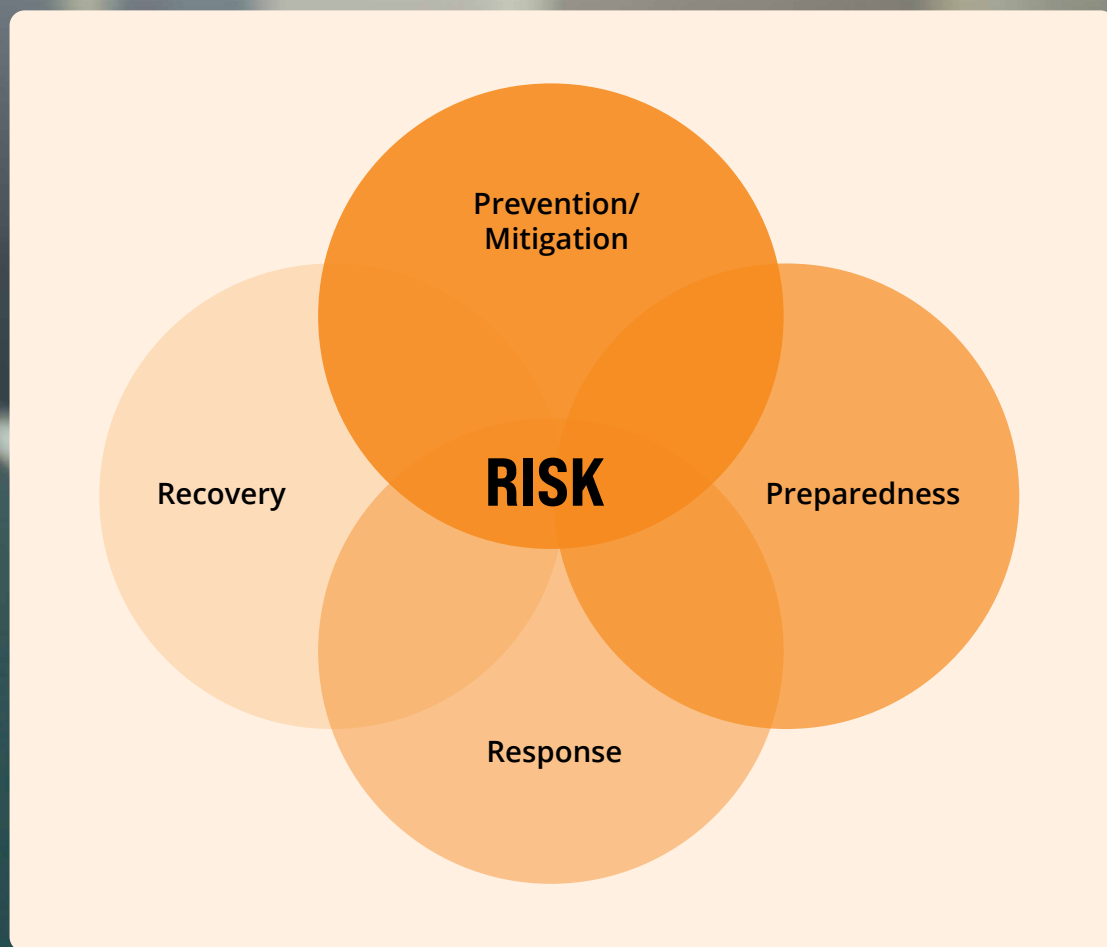 Prevention/
Mitigation
Recovery
RISK
Preparedness
Response